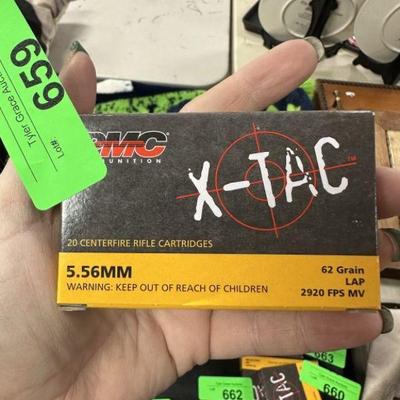 Tyler Grace Auc
Lot#:
659
PMC
X-TAC
™
20 CENTERFIRE RIFLE CARTRIDGES
5.56MM
WARNING: KEEP OUT OF REACH OF CHILDREN
62 Grain
LAP
2920 FPS MV
663
662
660